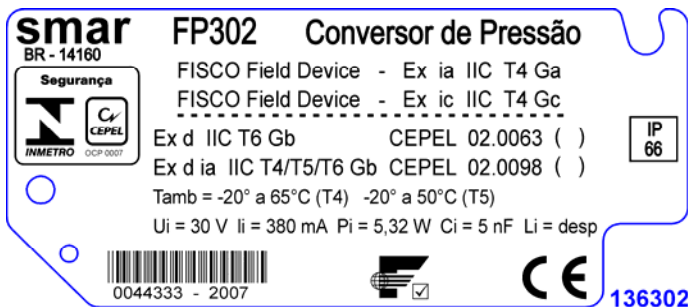 smar FP302 Conversor de Pressão
BR - 14160
FISCO Field Device - Ex ia IIC T4 Ga
Segurança
FISCO Field Device - Ex ic IIC T4 Gc
CEPEL
INMETRO OCP 0007
Ex d IIC T6 Gb CEPEL 02.0063 ( )
IP
66
Ex d ia IIC T4/T5/T6 Gb CEPEL 02.0098 ( )
Tamb = -20° a 65°C (T4) -20° a 50°C (T5)
Ui = 30 V Ii = 380 mA Pi = 5,32 W Ci = 5 nF Li = desp
0044333 - 2007
CE
136302